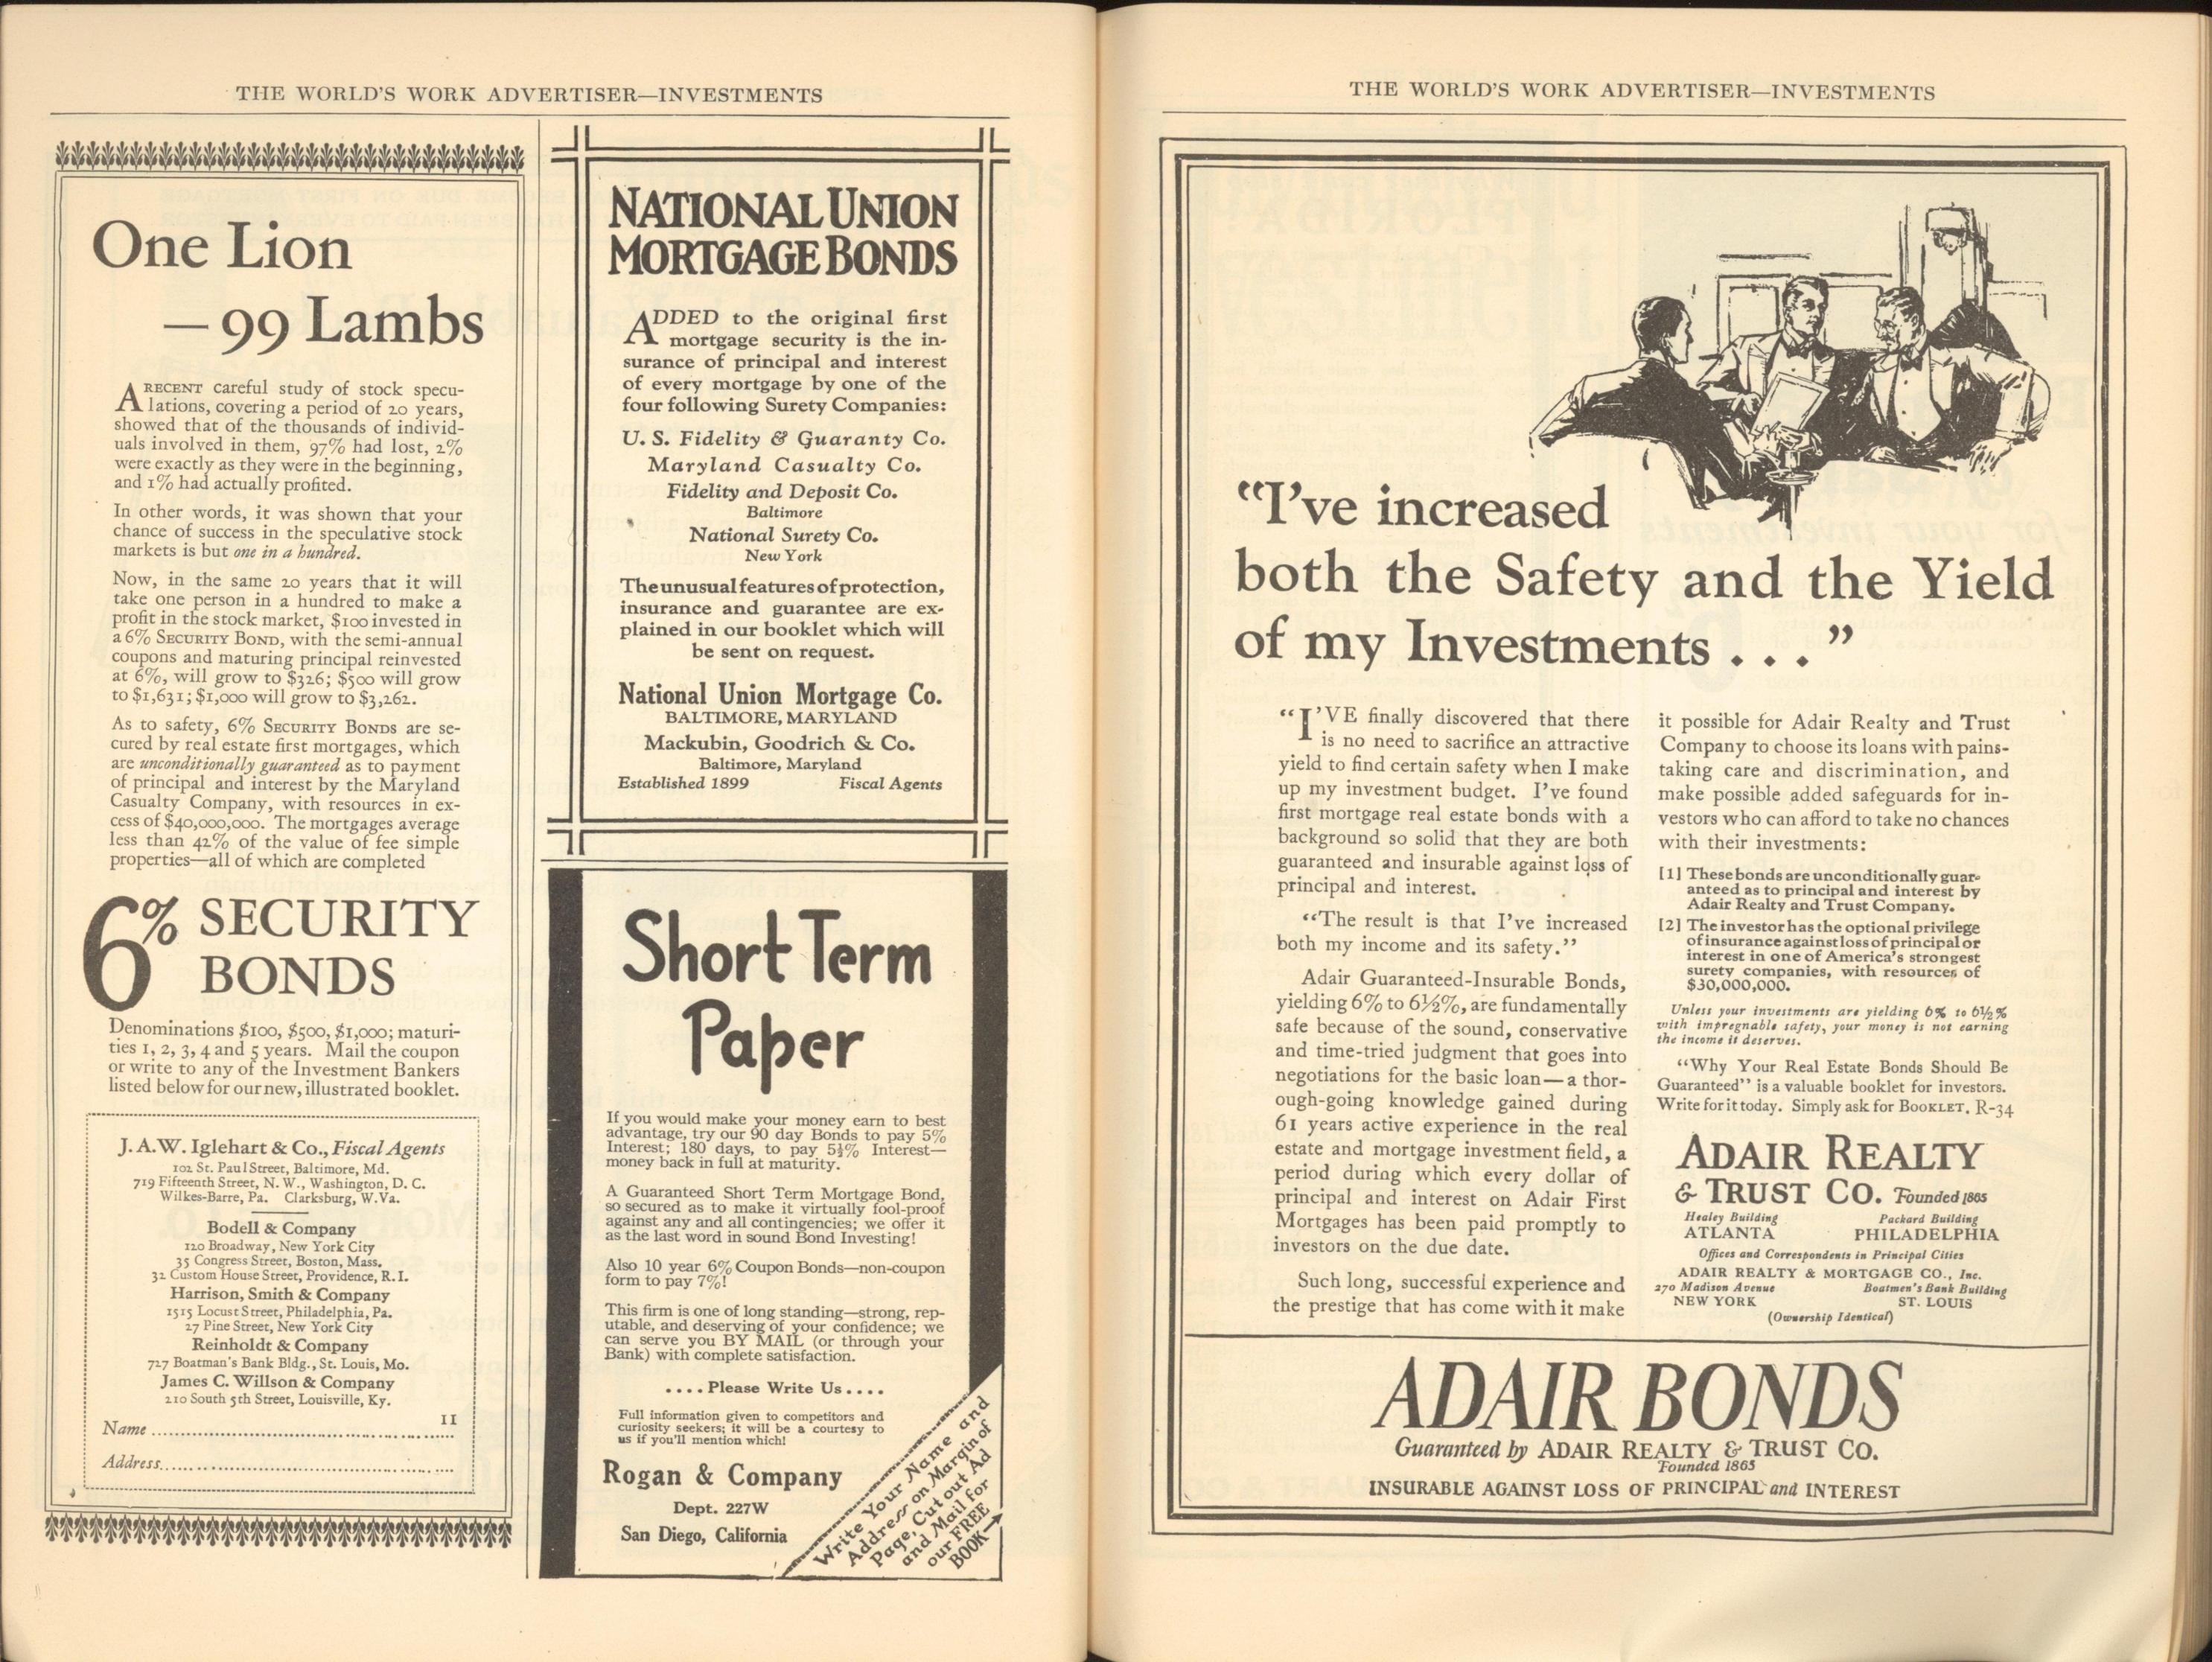 THE WORLD'S WORK ADVERTISER—INVESTMENTS
One Lion
— 99 Lambs
A RECENT careful study of stock specu-
lations, covering a period of 20 years,
showed that of the thousands of individ-
uals involved in them, 97% had lost, 2%
were exactly as they were in the beginning,
and 1% had actually profited.
In other words, it was shown that your
chance of success in the speculative stock
markets is but one in a hundred.
Now, in the same 20 years that it will
take one person in a hundred to make a
profit in the stock market, $100 invested in
a 6% SECURITY BOND, with the semi-annual
coupons and maturing principal reinvested
at 6%, will grow to $326; $500 will grow
to $1,631; $1,000 will grow to $3,262.
As to safety, 6% SECURITY BONDS are se-
cured by real estate first mortgages, which
are unconditionally guaranteed as to payment
of principal and interest by the Maryland
Casualty Company, with resources in ex-
cess of $40,000,000. The mortgages average
less than 42% of the value of fee simple
properties—all of which are completed
6% SECURITY
BONDS
Denominations $100, $500, $1,000; maturi-
ties 1, 2, 3, 4 and 5 years. Mail the coupon
or write to any of the Investment Bankers
listed below for our new, illustrated booklet.
J. A. W. Iglehart & Co., Fiscal Agents
102 St. Paul Street, Baltimore, Md.
719 Fifteenth Street, N. W., Washington, D. C.
Wilkes-Barre, Pa. Clarksburg, W. Va.
Bodell & Company
120 Broadway, New York City
35 Congress Street, Boston, Mass.
32 Custom House Street, Providence, R. I.
Harrison, Smith & Company
1515 Locust Street, Philadelphia, Pa.
27 Pine Street, New York City
Reinholdt & Company
727 Boatman's Bank Bldg., St. Louis, Mo.
James C. Willson & Company
210 South 5th Street, Louisville, Ky.
11
Name
Address
NATIONAL UNION
MORTGAGE BONDS
ADDED to the original first
mortgage security is the in-
surance of principal and interest
of every mortgage by one of the
four following Surety Companies:
U. S. Fidelity & Guaranty Co.
Maryland Casualty Co.
Fidelity and Deposit Co.
Baltimore
National Surety Co.
New York
The unusual features of protection,
insurance and guarantee are ex-
plained in our booklet which will
be sent on request.
National Union Mortgage Co.
BALTIMORE, MARYLAND
Mackubin, Goodrich & Co.
Baltimore, Maryland
Established 1899 Fiscal Agents
Short Term
Paper
If you would make your money earn to best
advantage, try our 90 day Bonds to pay 5%
Interest; 180 days, to pay 5½% Interest—
money back in full at maturity.
A Guaranteed Short Term Mortgage Bond,
so secured as to make it virtually fool-proof
against any and all contingencies; we offer it
as the last word in sound Bond Investing!
Also 10 year 6% Coupon Bonds—non-coupon
form to pay 7%!
This firm is one of long standing—strong, rep-
utable, and deserving of your confidence; we
can serve you BY MAIL (or through your
Bank) with complete satisfaction.
. . . . Please Write Us . . . .
Full information given to competitors and
curiosity seekers; it will be a courtesy to
us if you'll mention which!
Rogan & Company
Dept. 227W
San Diego, California
Write Your Name and
Address on Margin of
Page, Cut out Ad
and Mail for
our FREE
BOOK
THE WORLD'S WORK ADVERTISER—INVESTMENTS
"I've increased
both the Safety and the Yield
of my Investments . . . "
"I'VE finally discovered that there
is no need to sacrifice an attractive
yield to find certain safety when I make
up my investment budget. I've found
first mortgage real estate bonds with a
background so solid that they are both
guaranteed and insurable against loss of
principal and interest.
"The result is that I've increased
both my income and its safety."
Adair Guaranteed-Insurable Bonds,
yielding 6% to 6½%, are fundamentally
safe because of the sound, conservative
and time-tried judgment that goes into
negotiations for the basic loan—a thor-
ough-going knowledge gained during
61 years active experience in the real
estate and mortgage investment field, a
period during which every dollar of
principal and interest on Adair First
Mortgages has been paid promptly to
investors on the due date.
Such long, successful experience and
the prestige that has come with it make
it possible for Adair Realty and Trust
Company to choose its loans with pains-
taking care and discrimination, and
make possible added safeguards for in-
vestors who can afford to take no chances
with their investments:
[1] These bonds are unconditionally guar-
anteed as to principal and interest by
Adair Realty and Trust Company.
[2] The investor has the optional privilege
of insurance against loss of principal or
interest in one of America's strongest
surety companies, with resources of
$30,000,000.
Unless your investments are yielding 6% to 6½%
with impregnable safety, your money is not earning
the income it deserves.
"Why Your Real Estate Bonds Should Be
Guaranteed" is a valuable booklet for investors.
Write for it today. Simply ask for BOOKLET, R-34
ADAIR REALTY
& TRUST CO. Founded 1865
Healey Building Packard Building
ATLANTA PHILADELPHIA
Offices and Correspondents in Principal Cities
ADAIR REALTY & MORTGAGE CO., Inc.
270 Madison Avenue Boatmen's Bank Building
NEW YORK ST. LOUIS
(Ownership Identical)
ADAIR BONDS
Guaranteed by ADAIR REALTY & TRUST CO.
Founded 1865
INSURABLE AGAINST LOSS OF PRINCIPAL and INTEREST